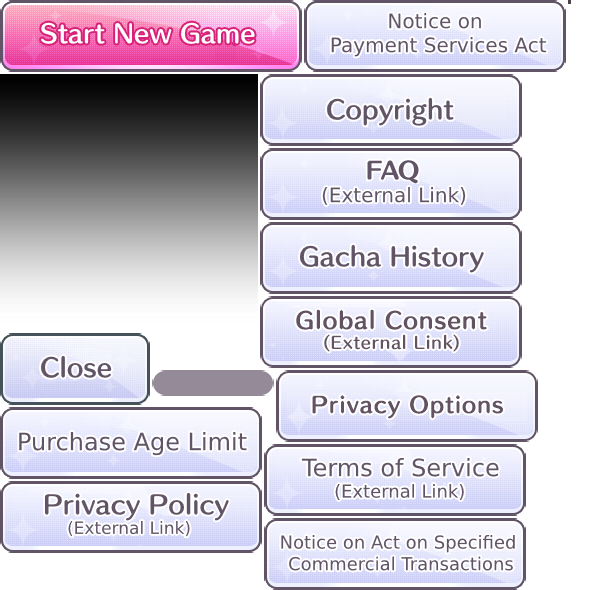 Start New Game
Notice on
Payment Services Act
Copyright
FAQ
(External Link)
Gacha History
Global Consent
(External Link)
Close
Privacy Options
Purchase Age Limit
Terms of Service
(External Link)
Privacy Policy
(External Link)
Notice on Act on Specified
Commercial Transactions